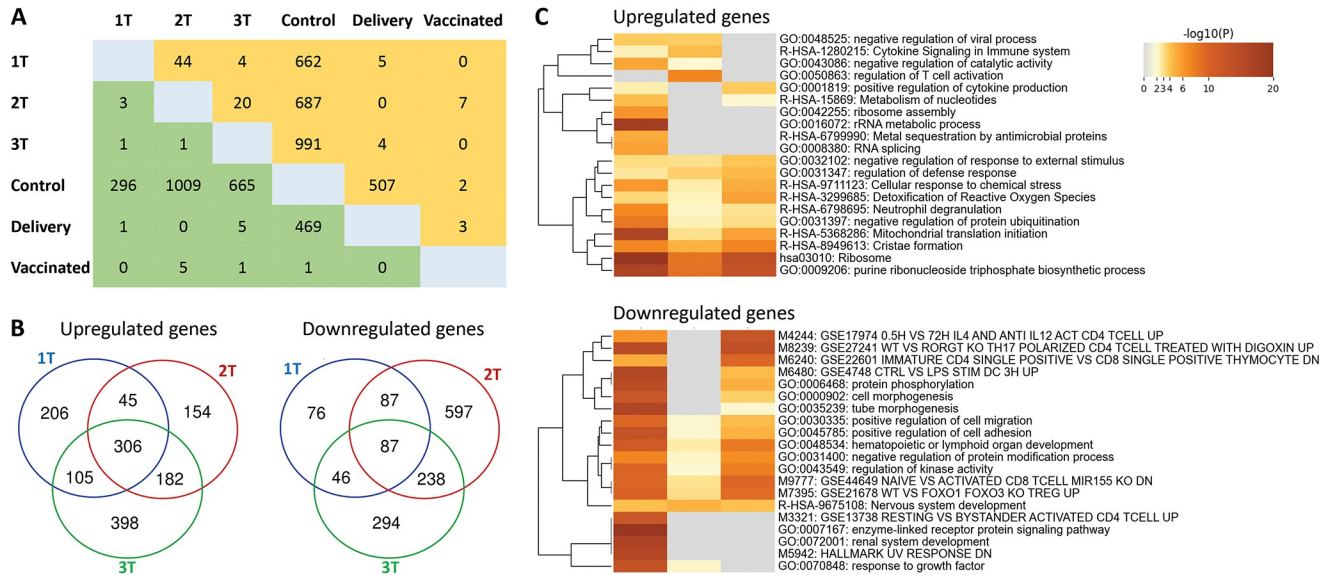 A
1T 2T 3T Control Delivery Vaccinated
1T 44 4 662 5 0
2T 3 20 687 0 7
3T 1 1 991 4 0
Control 296 1009 665 507 2
Delivery 1 0 5 469 3
Vaccinated 0 5 1 1 0
B
Upregulated genes
1T
2T
45
206
154
306
105
182
398
3T
Downregulated genes
1T
2T
87
76
597
87
46
238
294
3T
C
Upregulated genes
-log10(P)
0 2 3 4 6 10 20
GO:0048525: negative regulation of viral process
R-HSA-1280215: Cytokine Signaling in Immune system
GO:0043086: negative regulation of catalytic activity
GO:0050863: regulation of T cell activation
GO:0001819: positive regulation of cytokine production
R-HSA-15869: Metabolism of nucleotides
GO:0042255: ribosome assembly
GO:0016072: rRNA metabolic process
R-HSA-6799990: Metal sequestration by antimicrobial proteins
GO:0008380: RNA splicing
GO:0032102: negative regulation of response to external stimulus
GO:0031347: regulation of defense response
R-HSA-9711123: Cellular response to chemical stress
R-HSA-3299685: Detoxification of Reactive Oxygen Species
R-HSA-6798695: Neutrophil degranulation
GO:0031397: negative regulation of protein ubiquitination
R-HSA-5368286: Mitochondrial translation initiation
R-HSA-8949613: Cristae formation
hsa03010: Ribosome
GO:0009206: purine ribonucleoside triphosphate biosynthetic process
Downregulated genes
M4244: GSE17974 0.5H VS 72H IL4 AND ANTI IL12 ACT CD4 TCELL UP
M8239: GSE27241 WT VS RORGT KO TH17 POLARIZED CD4 TCELL TREATED WITH DIGOXIN UP
M6240: GSE22601 IMMATURE CD4 SINGLE POSITIVE VS CD8 SINGLE POSITIVE THYMOCYTE DN
M6480: GSE4748 CTRL VS LPS STIM DC 3H UP
GO:0006468: protein phosphorylation
GO:0000902: cell morphogenesis
GO:0035239: tube morphogenesis
GO:0030335: positive regulation of cell migration
GO:0045785: positive regulation of cell adhesion
GO:0048534: hematopoietic or lymphoid organ development
GO:0031400: negative regulation of protein modification process
GO:0043549: regulation of kinase activity
M9777: GSE44649 NAIVE VS ACTIVATED CD8 TCELL MIR155 KO DN
M7395: GSE21678 WT VS FOXO1 FOXO3 KO TREG UP
R-HSA-9675108: Nervous system development
M3321: GSE13738 RESTING VS BYSTANDER ACTIVATED CD4 TCELL UP
GO:0007167: enzyme-linked receptor protein signaling pathway
GO:0072001: renal system development
M5942: HALLMARK UV RESPONSE DN
GO:0070848: response to growth factor